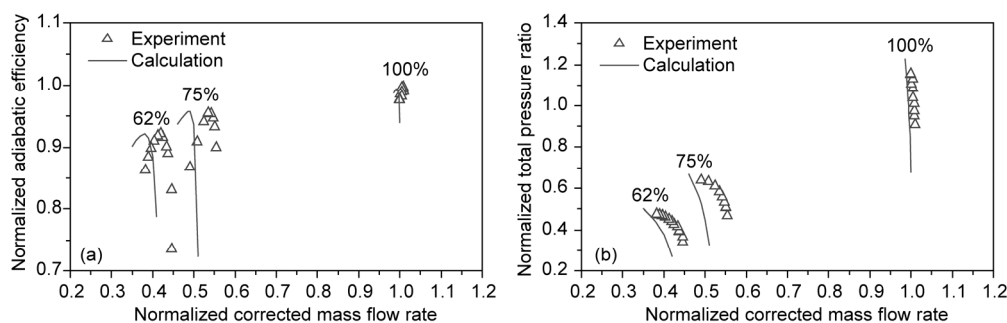 1.1
1.0
0.9
0.8
0.7
Normalized adiabatic efficiency
Experiment
Calculation
62%
75%
100%
(a)
0.2 0.3 0.4 0.5 0.6 0.7 0.8 0.9 1.0 1.1 1.2
Normalized corrected mass flow rate
1.4
1.2
1.0
0.8
0.6
0.4
0.2
Normalized total pressure ratio
Experiment
Calculation
100%
75%
62%
(b)
0.2 0.3 0.4 0.5 0.6 0.7 0.8 0.9 1.0 1.1 1.2
Normalized corrected mass flow rate